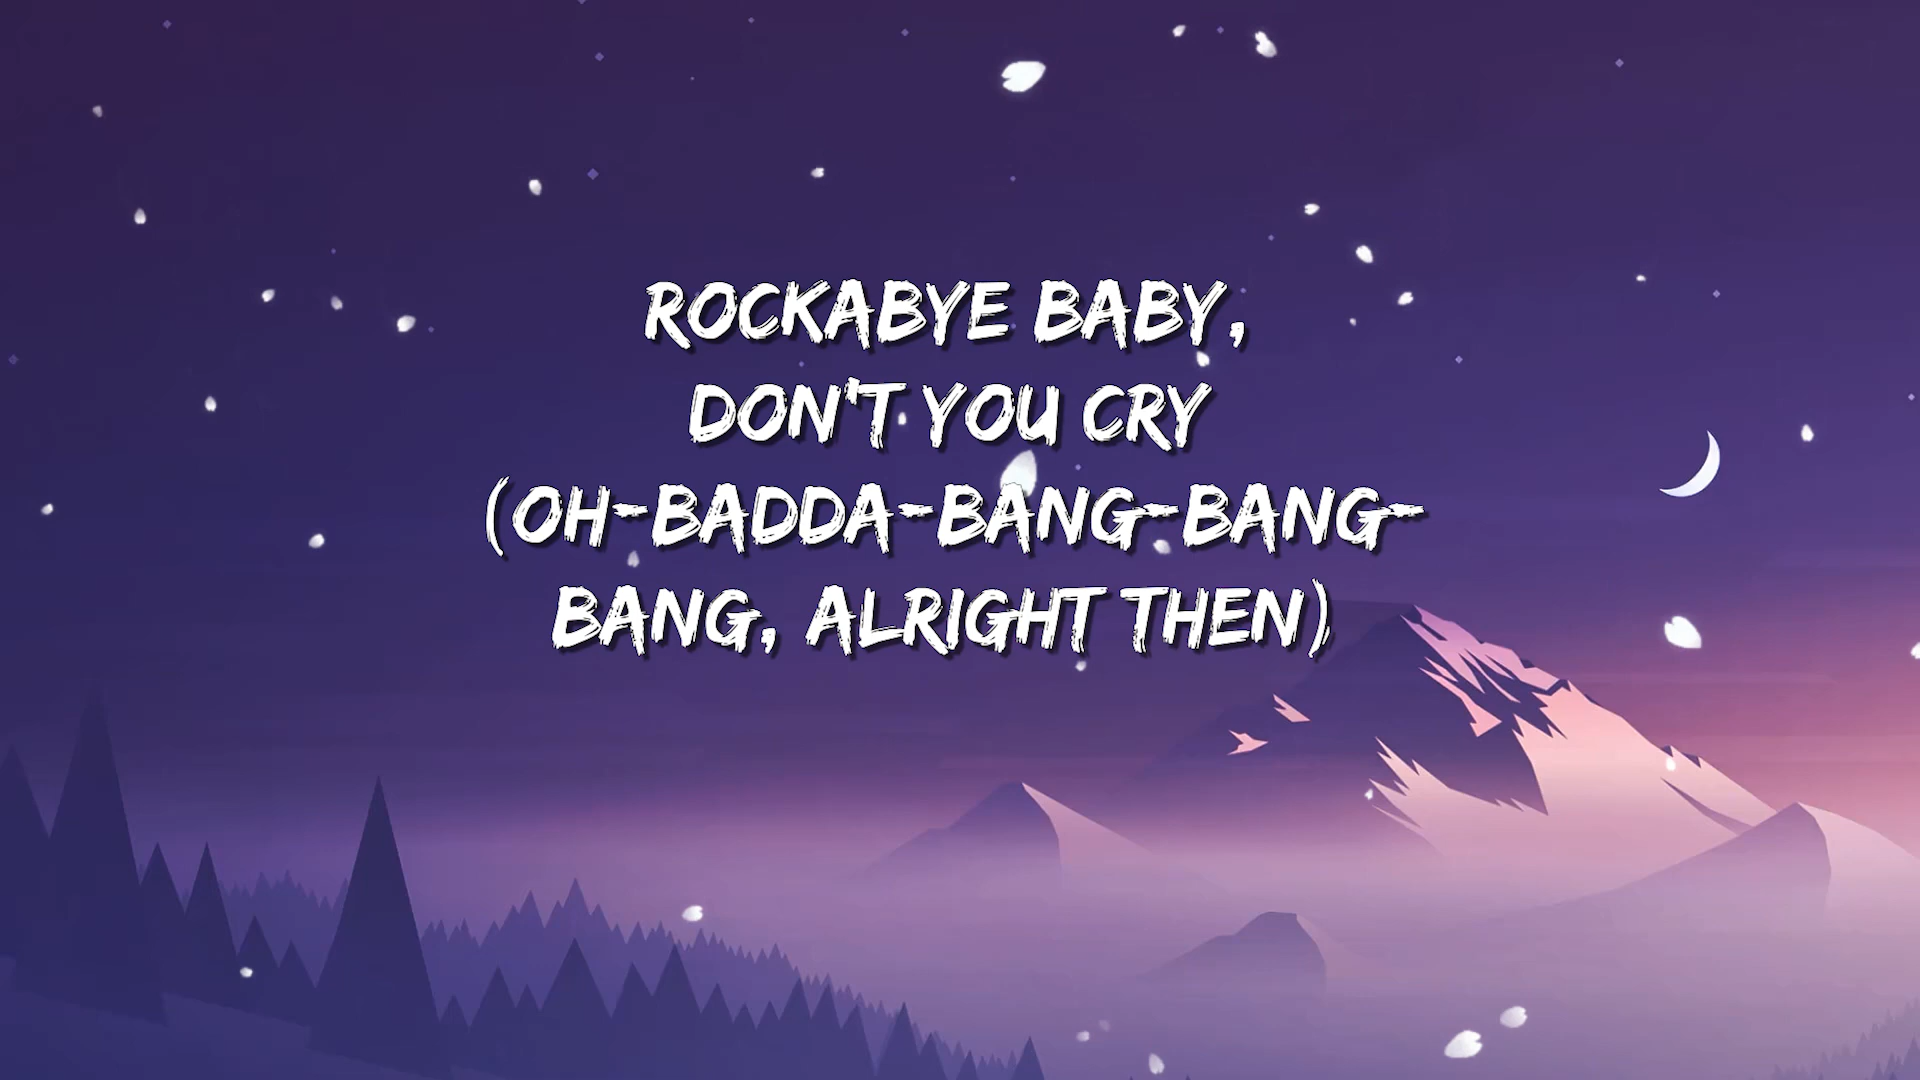 ROCKABYE BABY,
DON'T YOU CRY
(OH-BADDA-BANG-BANG-
BANG, ALRIGHT THEN)